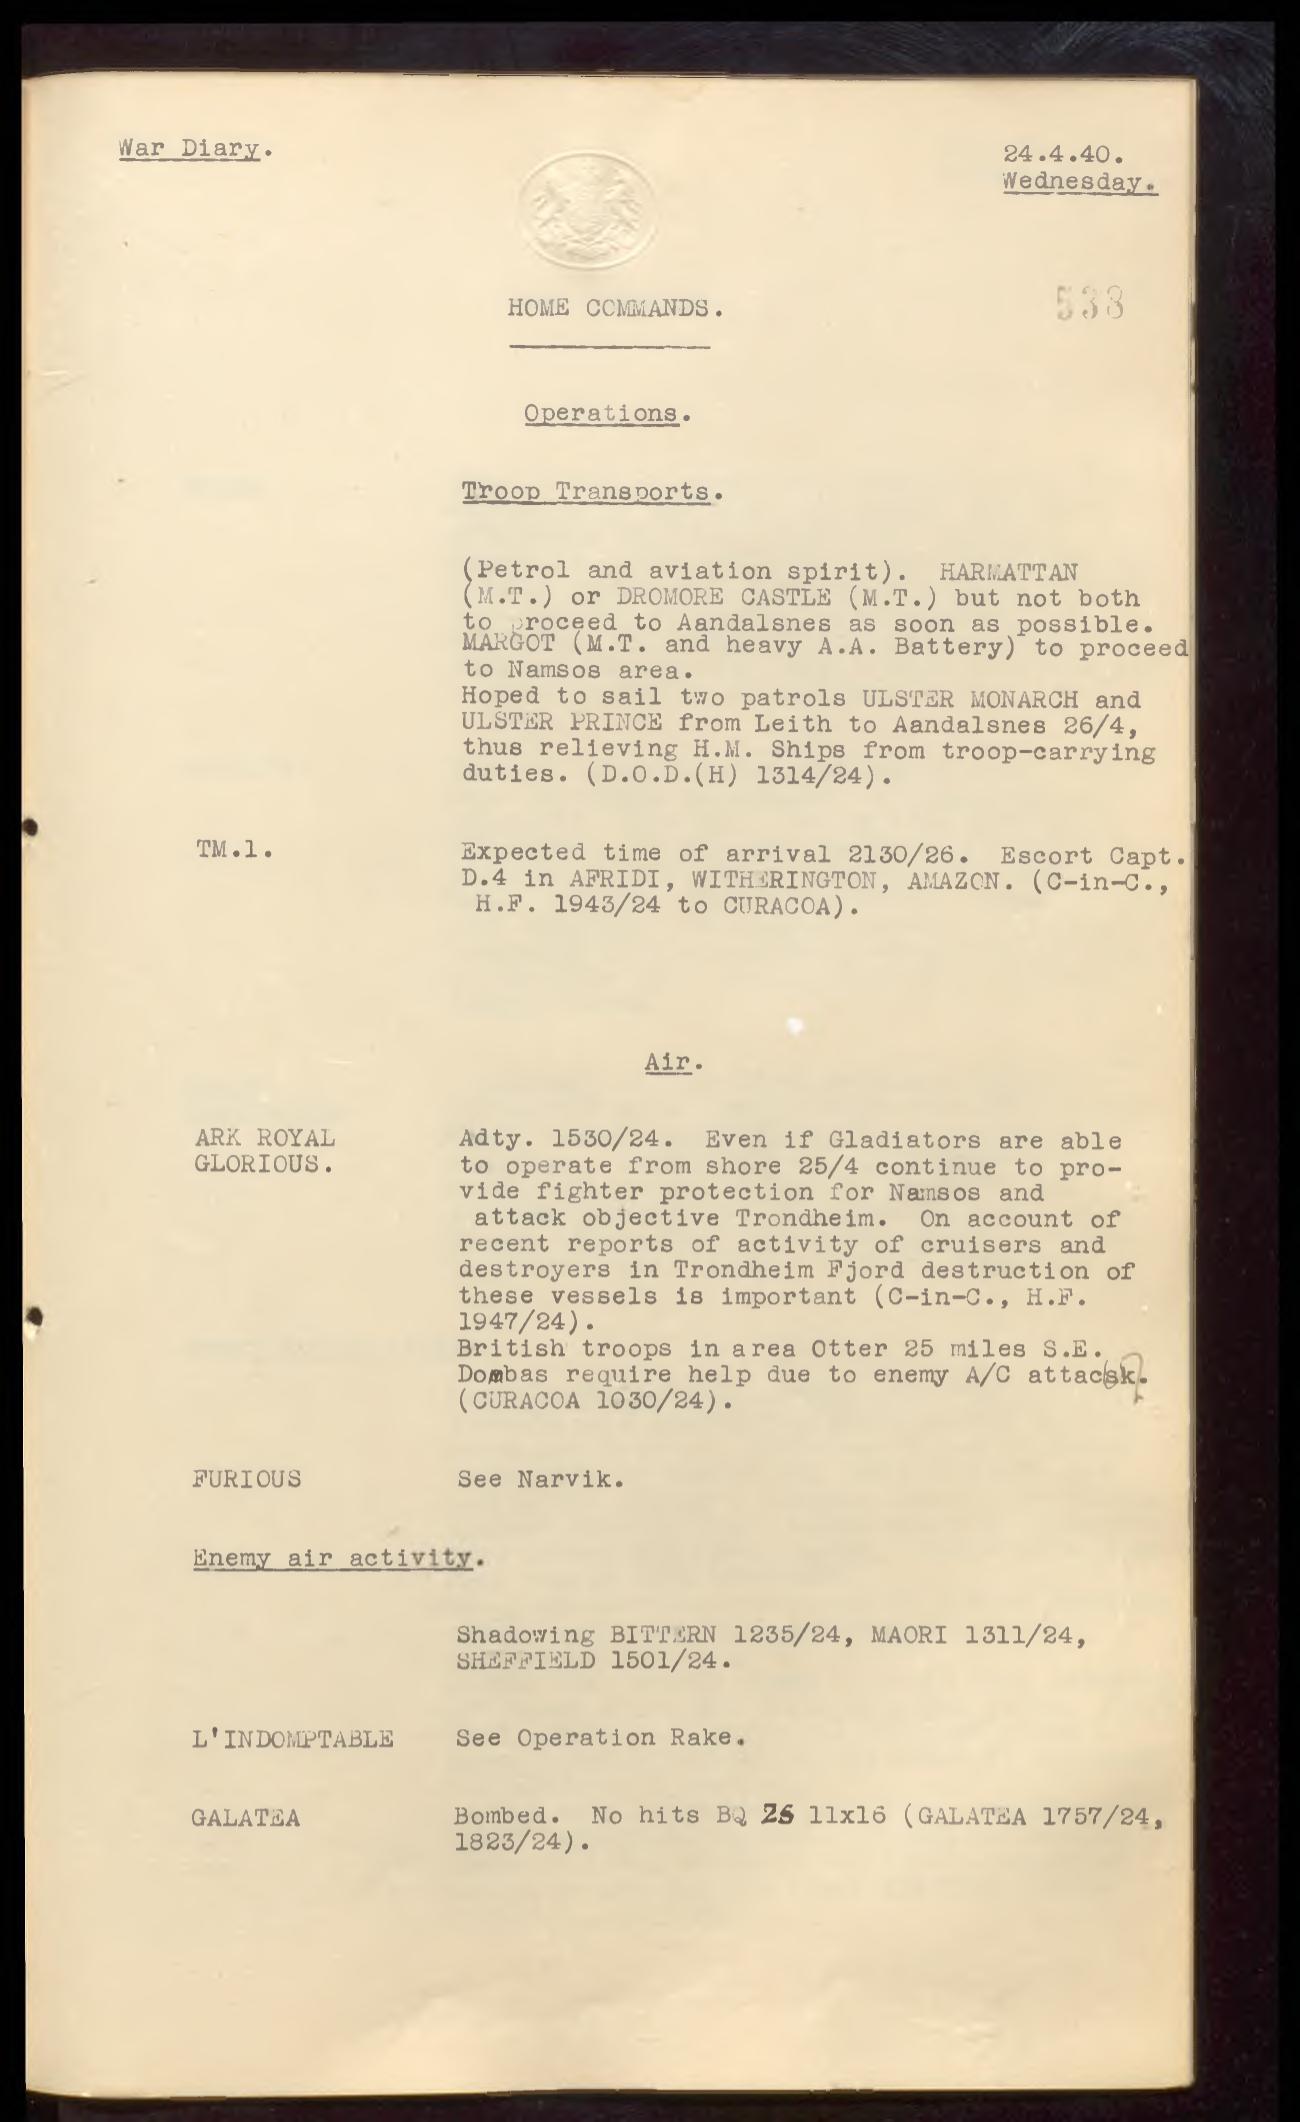 War Diary.
24.4.40.
Wednesday.
538
HOME COMMANDS.
Operations.
Troop Transports.
(Petrol and aviation spirit). HARMATTAN
(M.T.) or DROMORE CASTLE (M.T.) but not both
to proceed to Aandalsnes as soon as possible.
MARGOT (M.T. and heavy A.A. Battery) to proceed
to Namsos area.
Hoped to sail two patrols ULSTER MONARCH and
ULSTER PRINCE from Leith to Aandalsnes 26/4,
thus relieving H.M. Ships from troop-carrying
duties. (D.O.D.(H) 1314/24).
TM.1.
Expected time of arrival 2130/26. Escort Capt.
D.4 in AFRIDI, WITHERINGTON, AMAZON. (C-in-C.,
H.F. 1943/24 to CURACOA).
Air.
ARK ROYAL
GLORIOUS.
Adty. 1530/24. Even if Gladiators are able
to operate from shore 25/4 continue to pro-
vide fighter protection for Namsos and
attack objective Trondheim. On account of
recent reports of activity of cruisers and
destroyers in Trondheim Fjord destruction of
these vessels is important (C-in-C., H.F.
1947/24).
British troops in area Otter 25 miles S.E.
Dombas require help due to enemy A/C
(CURACOA 1030/24).
FURIOUS
See Narvik.
Enemy air activity.
Shadowing BITTERN 1235/24, MAORI 1311/24,
SHEFFIELD 1501/24.
L'INDOMPTABLE
See Operation Rake.
GALATEA
Bombed. No hits BQ 11x16 (GALATEA 1757/24,
1823/24).